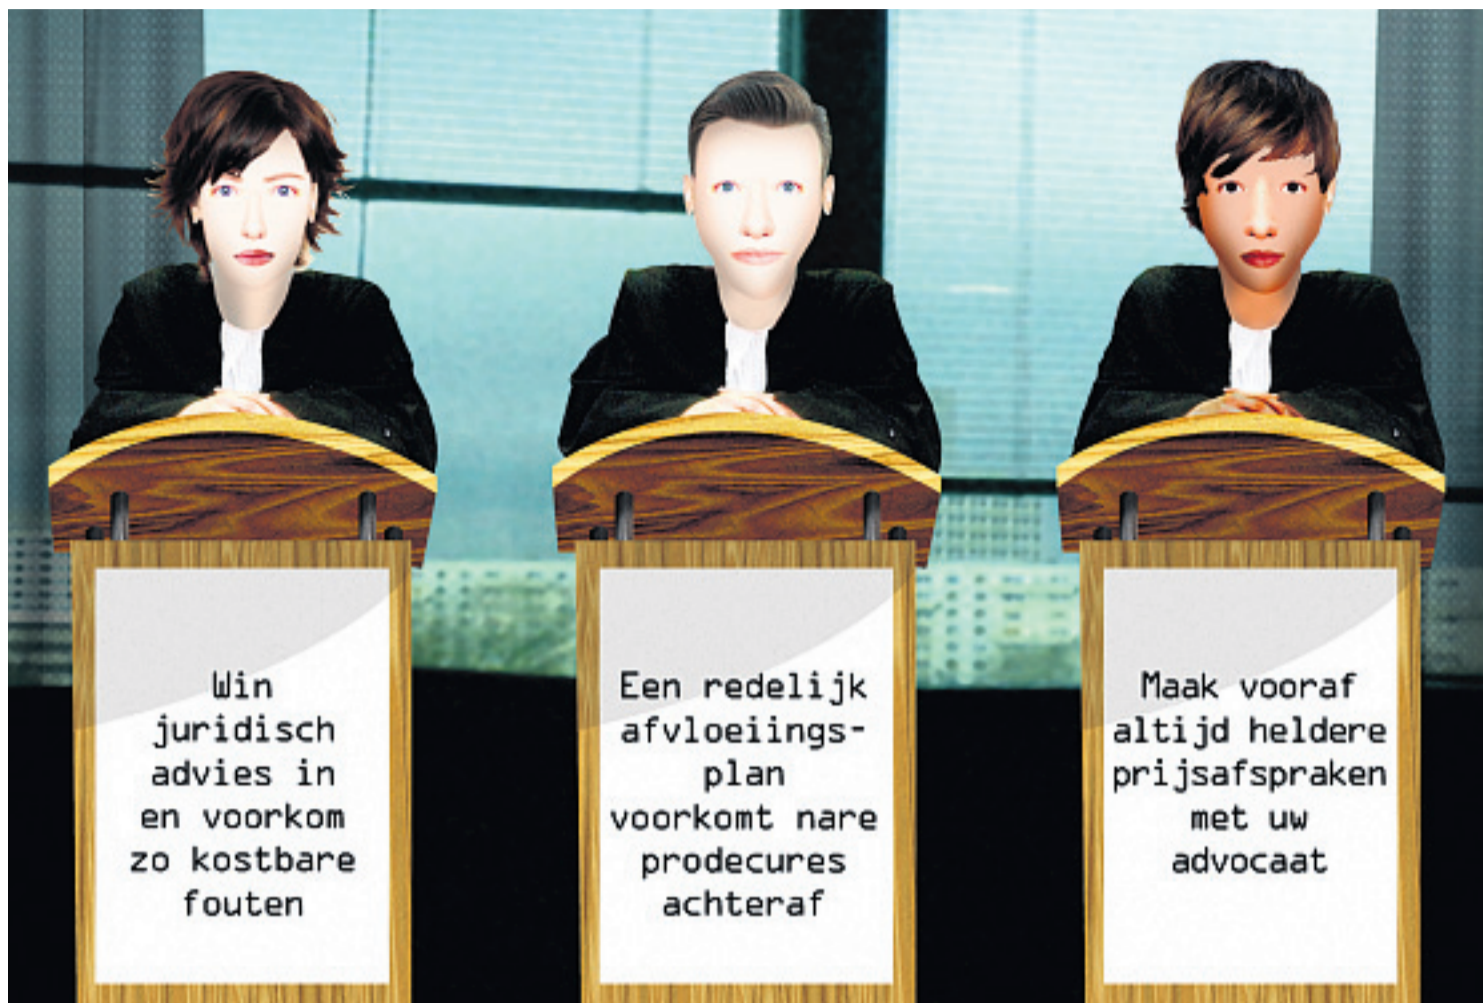 Win
juridisch
advies in
en voorkom
zo kostbare
fouten
Een redelijk
afvloeiings-
plan
voorkomt nare
prodecures
achteraf
Maak vooraf
altijd heldere
prijsafspraken
met uw
advocaat